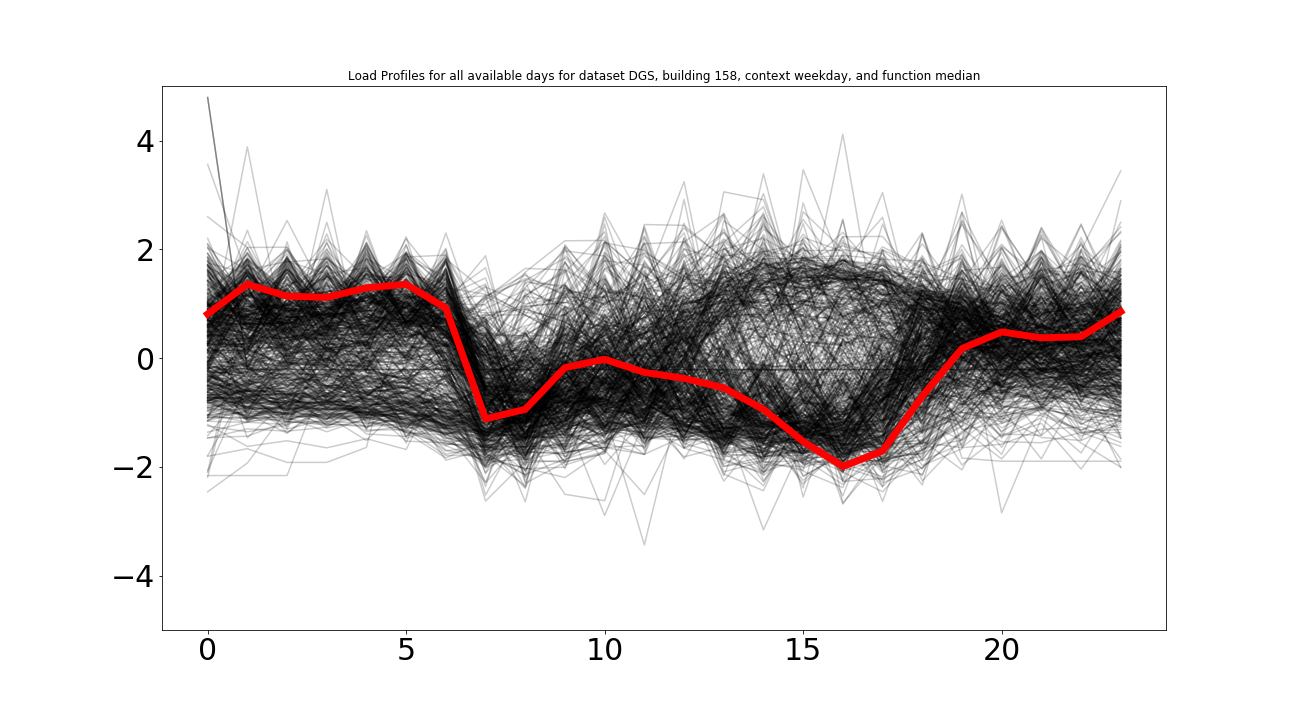 Load Profiles for all available days for dataset DGS, building 158, context weekday, and function median
4
2
0
−2
−4
0 5 10 15 20